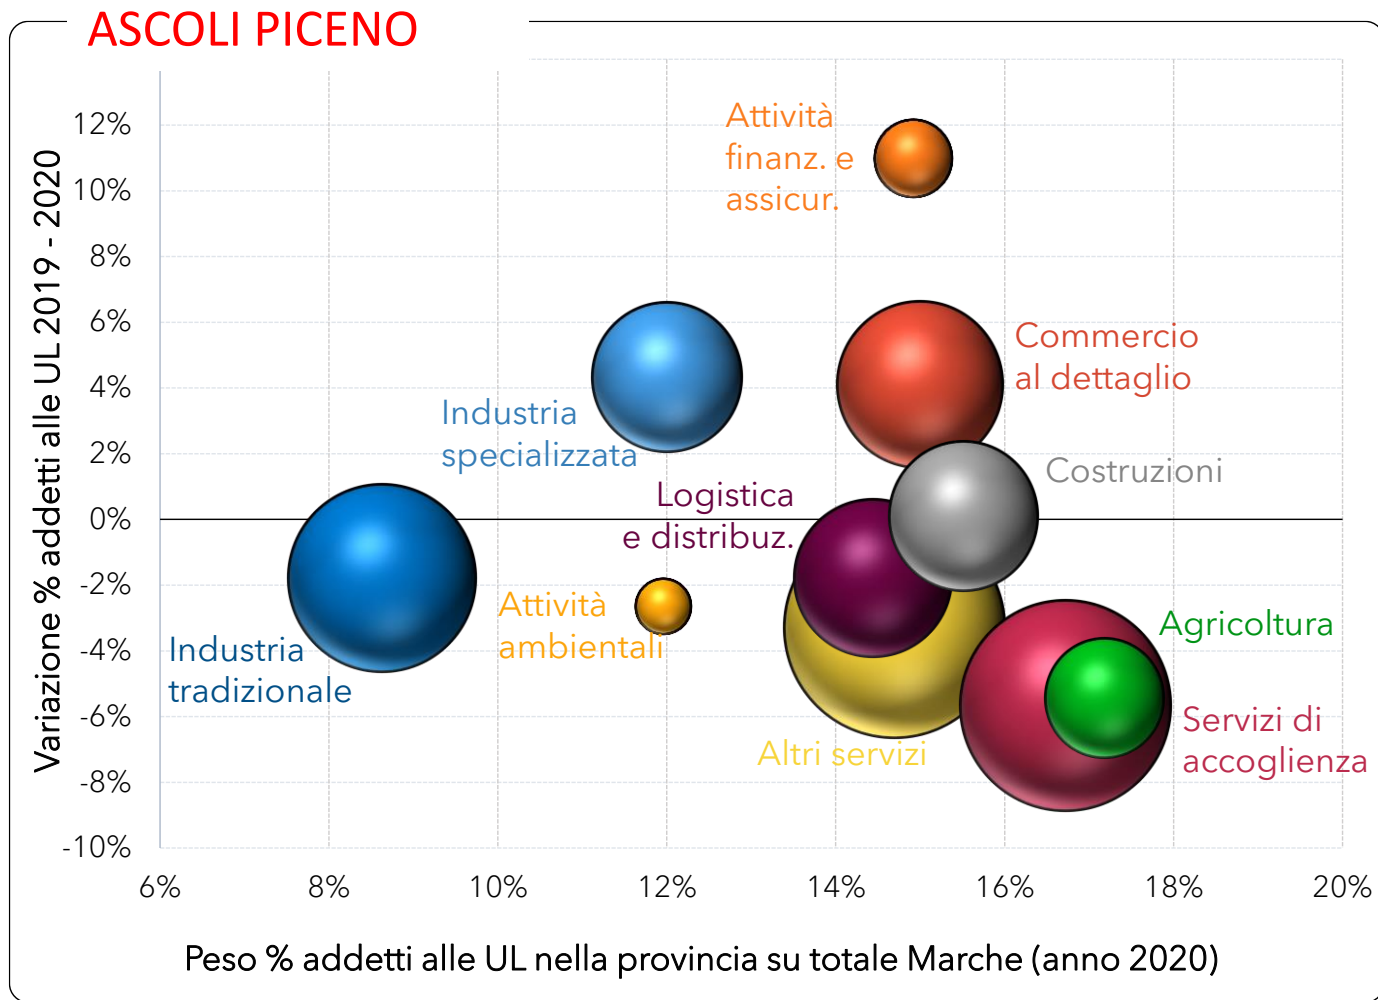 ASCOLI PICENO
Variazione % addetti alle UL 2019 - 2020
12%
10%
8%
6%
4%
2%
0%
-2%
-4%
-6%
-8%
-10%
Attività
finanz. e
assicur.
Commercio
al dettaglio
Industria
specializzata
Costruzioni
Logistica
e distribuz.
Attività
ambientali
Agricoltura
Industria
tradizionale
Servizi di
accoglienza
Altri servizi
6%
8%
10%
12%
14%
16%
18%
20%
Peso % addetti alle UL nella provincia su totale Marche (anno 2020)